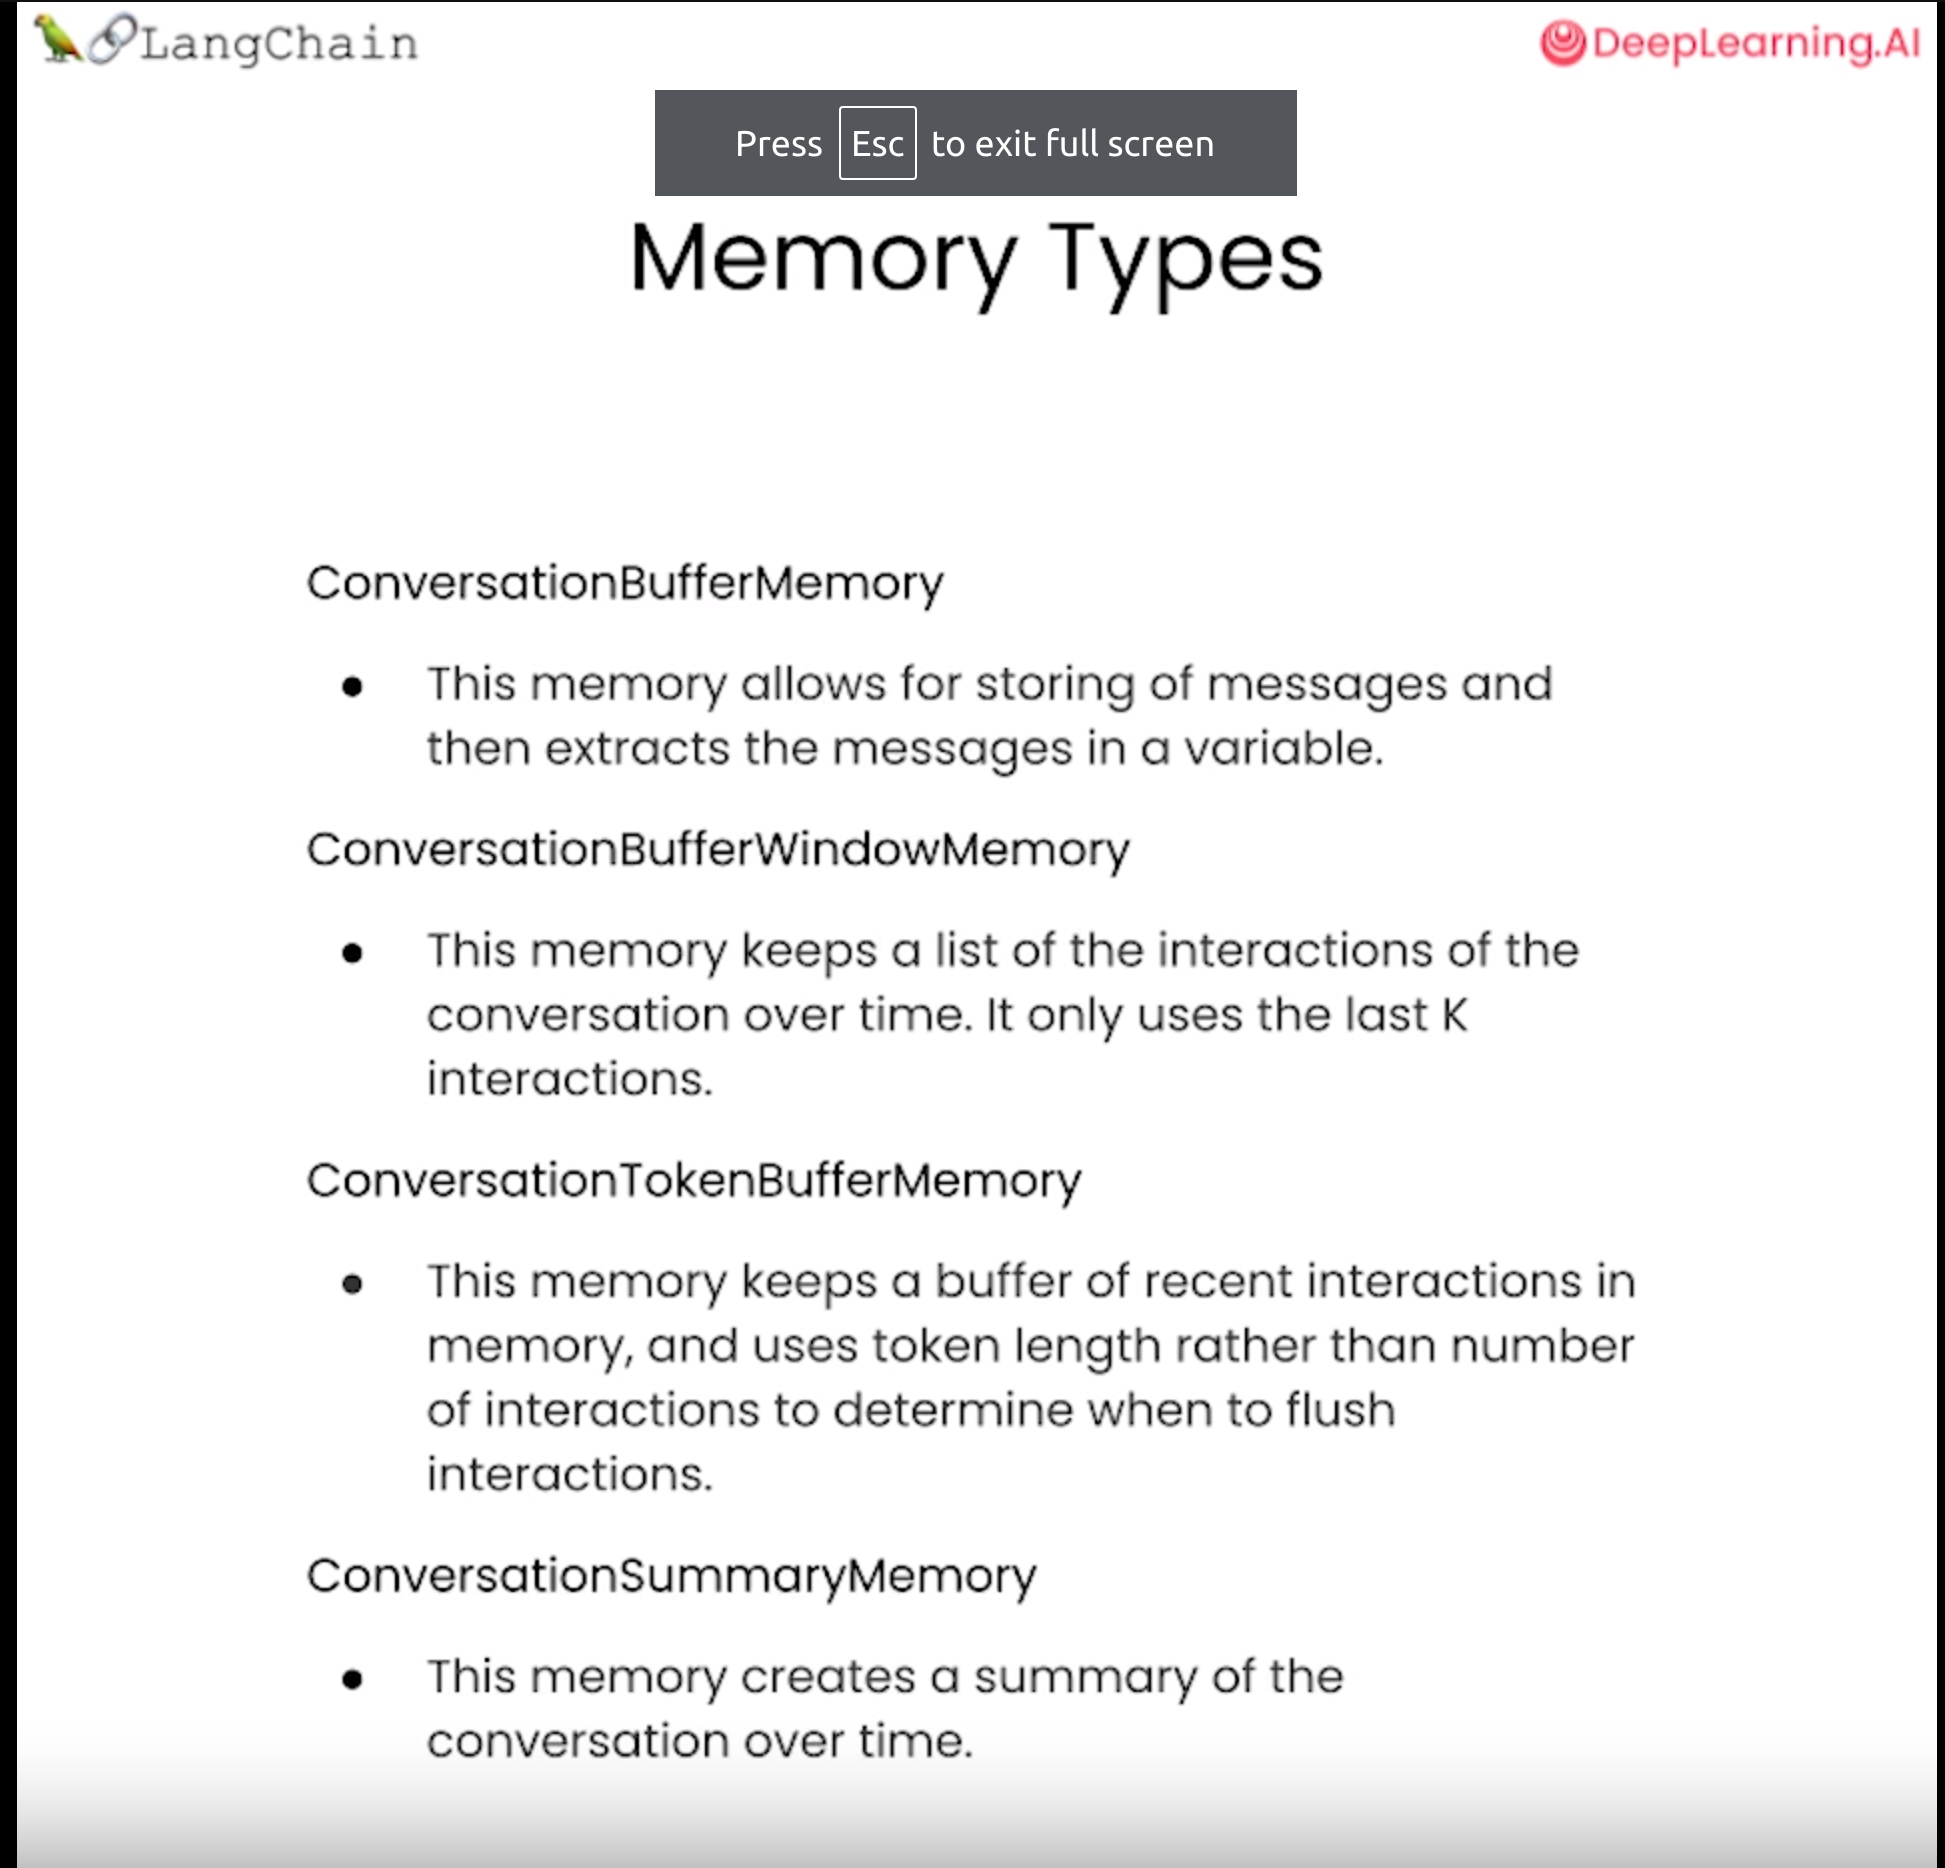 LangChain
DeepLearning.AI
Press Esc to exit full screen
Memory Types
ConversationBufferMemory
• This memory allows for storing of messages and
then extracts the messages in a variable.
ConversationBufferWindowMemory
• This memory keeps a list of the interactions of the
conversation over time. It only uses the last K
interactions.
ConversationTokenBufferMemory
• This memory keeps a buffer of recent interactions in
memory, and uses token length rather than number
of interactions to determine when to flush
interactions.
ConversationSummaryMemory
• This memory creates a summary of the
conversation over time.